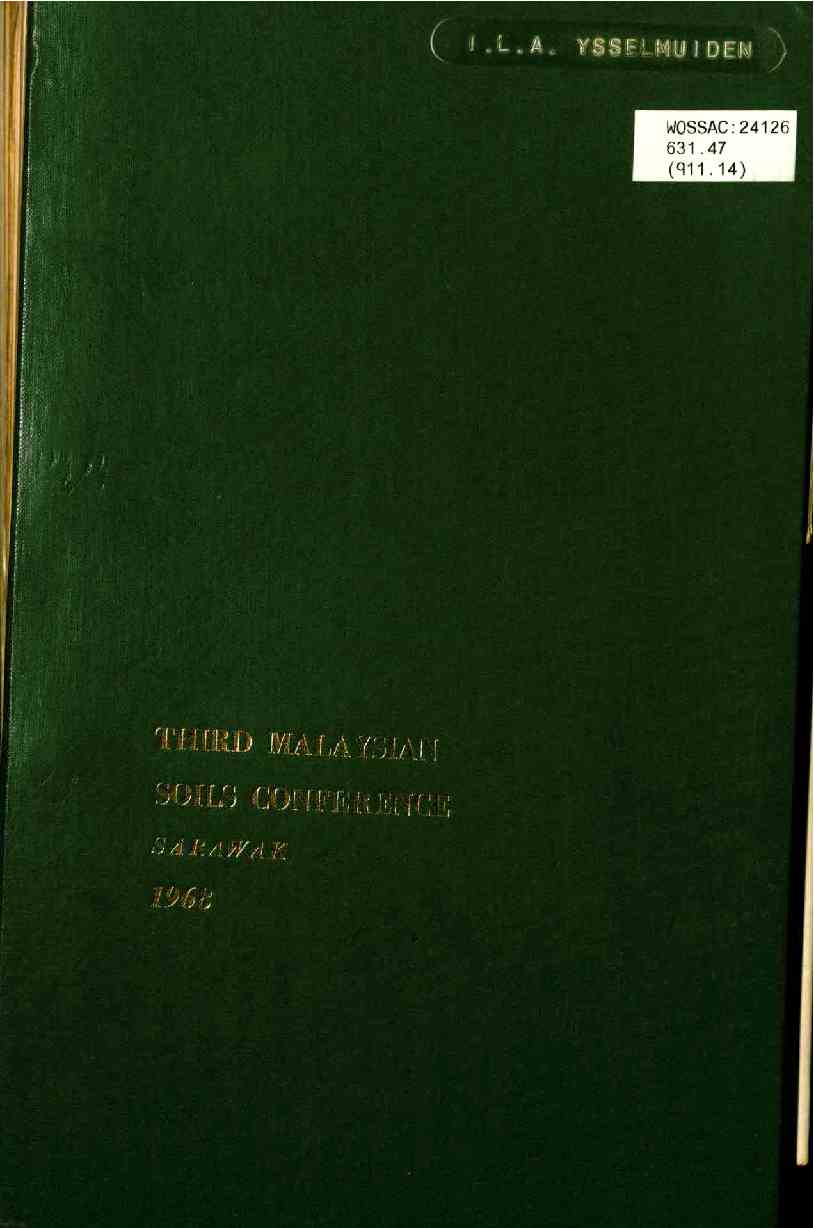 I.L.A. YSSELMUIDEN
WOSSAC:24126
631.47
(911.14)
THIRD MALAYSIAN
SOILS CONFERENCE
SARAWAK
1968